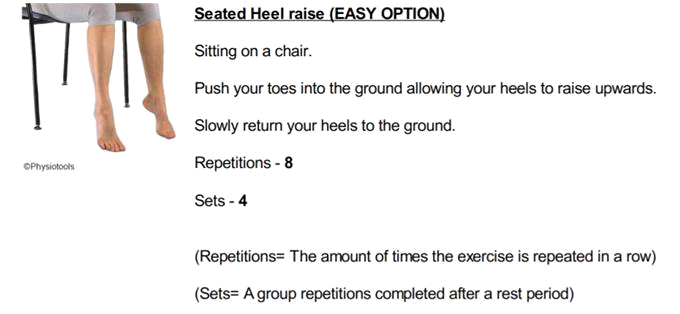 Seated Heel raise (EASY OPTION)
Sitting on a chair.
Push your toes into the ground allowing your heels to raise upwards.
Slowly return your heels to the ground.
©Physiotools
Repetitions - 8
Sets - 4
(Repetitions= The amount of times the exercise is repeated in a row)
(Sets= A group repetitions completed after a rest period)